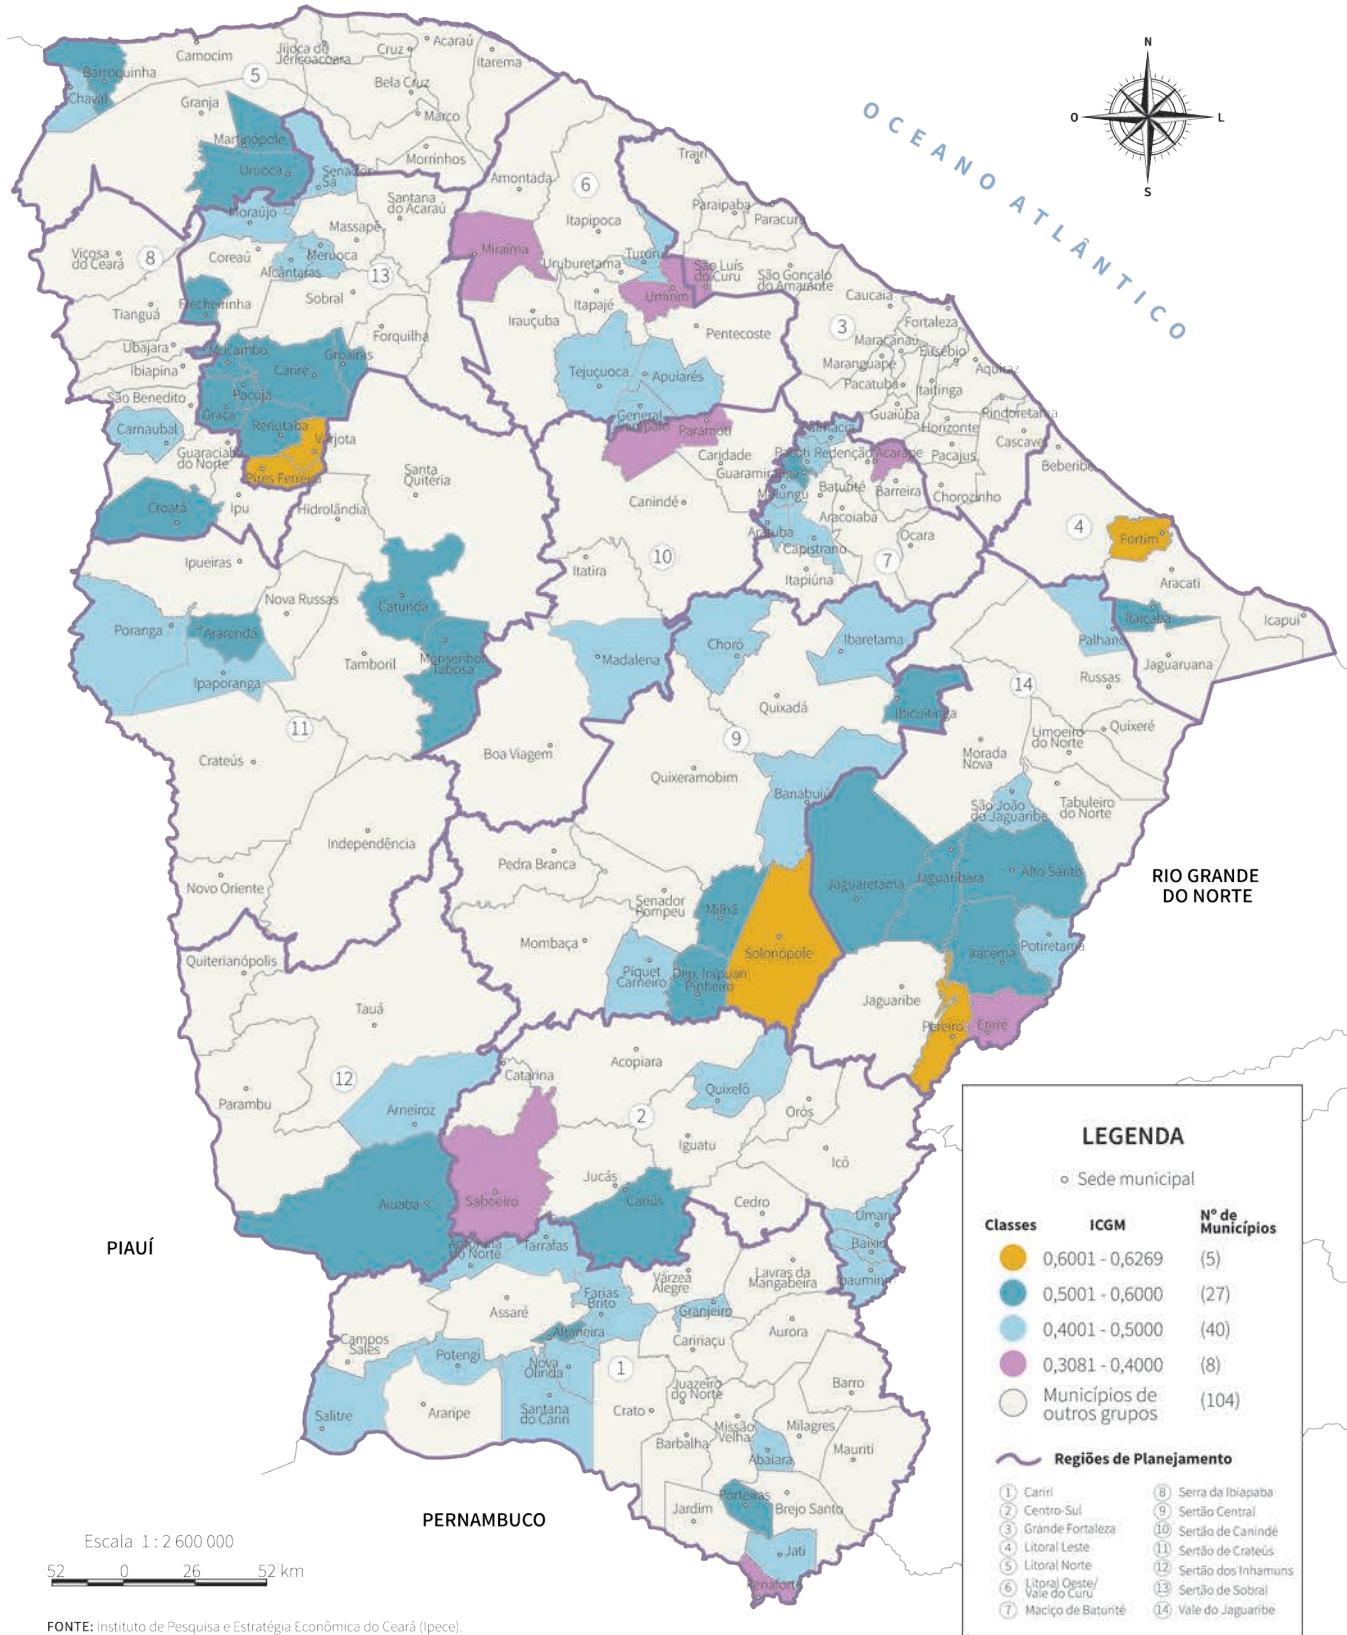 Barroquinha
Chaval
Camocim
Jijoca de
Jericoacoara
Cruz
Acaraú
Itarema
Bela Cruz
5
Granja
Marco
Martinópole
Morrinhos
Uruoca
Senador
Sá
Moraújo
Santana
do Acaraú
Massapê
Amontada
6
Itapipoca
Trairi
Paraipaba
Paracuru
OCEANO ATLÂNTICO
N
O
L
S
Viçosa
do Ceará
8
Coreaú
Alcântaras
Meruoca
13
Miraíma
Uruburetama
Tururu
São Luís
do Curu
São Gonçalo
do Amarante
Umirim
Frecheirinha
Sobral
Tianguá
Irauçuba
Itapajé
Caucaia
Fortaleza
3
Pentecoste
Forquilha
Ubajara
Ibiapina
Mucambo
Groaíras
Cariré
Pacujá
Maracanaú
Eusébio
Maranguape
Aquiraz
Pacatuba
Itaitinga
Tejuçuoca
Apuiarés
São Benedito
Graça
Reriutaba
General
Sampaio
Guaiúba
Pindoretama
Horizonte
Carnaubal
Varjota
Paramoti
Palmácia
Cascavel
Guaraciaba
do Norte
Pires Ferreira
Caridade
Pacoti
Redenção
Acarape
Pacajus
Beberibe
Guaramiranga
Santa
Quitéria
Mulungu
Baturité
Barreira
Chorozinho
Croatá
Ipu
Hidrolândia
Canindé
Aracoiaba
4
Fortim
Aratuba
Capistrano
Ocara
7
10
Ipueiras
Itatira
Itapiúna
Aracati
Nova Russas
Catunda
Poranga
Ararendá
Itaiçaba
Icapuí
Palhano
Choró
Ibaretama
Madalena
Monsenhor
Tabosa
Tamboril
Jaguaruana
Ipaporanga
Russas
14
Quixadá
Ibicuitinga
11
9
Limoeiro
do Norte
Quixeré
Crateús
Boa Viagem
Morada
Nova
Quixeramobim
Banabuiú
São João
do Jaguaribe
Tabuleiro
do Norte
Independência
Pedra Branca
Jaguaretama
Jaguaribara
Alto Santo
RIO GRANDE
DO NORTE
Novo Oriente
Senador
Pompeu
Milhã
Mombaça
Solonópole
Iracema
Potiretama
Quiterianópolis
Piquet
Carneiro
Dep. Irapuan
Pinheiro
Jaguaribe
Tauá
Pereiro
Ererê
Acopiara
Catarina
12
Quixelô
Parambu
Arneiroz
2
Orós
Iguatu
Icó
Jucás
Aiuaba
Saboeiro
Cariús
Cedro
Umari
PIAUÍ
Antonina
do Norte
Tarrafas
Baixio
Ipaumirim
Várzea
Alegre
Lavras da
Mangabeira
Farias
Brito
Assaré
Granjeiro
Altaneira
Aurora
Caririaçu
Campos
Sales
Potengi
Nova
Olinda
1
Juazeiro
do Norte
Barro
Salitre
Araripe
Santana
do Cariri
Crato
Missão
Velha
Milagres
Barbalha
Abaiara
Mauriti
Porteiras
Jardim
Brejo Santo
Jati
Penaforte
PERNAMBUCO
LEGENDA
Sede municipal
Classes ICGM Nº de
Municípios
0,6001 - 0,6269 (5)
0,5001 - 0,6000 (27)
0,4001 - 0,5000 (40)
0,3081 - 0,4000 (8)
Municípios de
outros grupos (104)
Regiões de Planejamento
1 Cariri
2 Centro-Sul
3 Grande Fortaleza
4 Litoral Leste
5 Litoral Norte
6 Litoral Oeste/
Vale do Curu
7 Maciço de Baturité
8 Serra da Ibiapaba
9 Sertão Central
10 Sertão de Canindé
11 Sertão de Crateús
12 Sertão dos Inhamuns
13 Sertão de Sobral
14 Vale do Jaguaribe
Escala 1 : 2 600 000
52 0 26 52 km
FONTE: Instituto de Pesquisa e Estratégia Econômica do Ceará (Ipece).